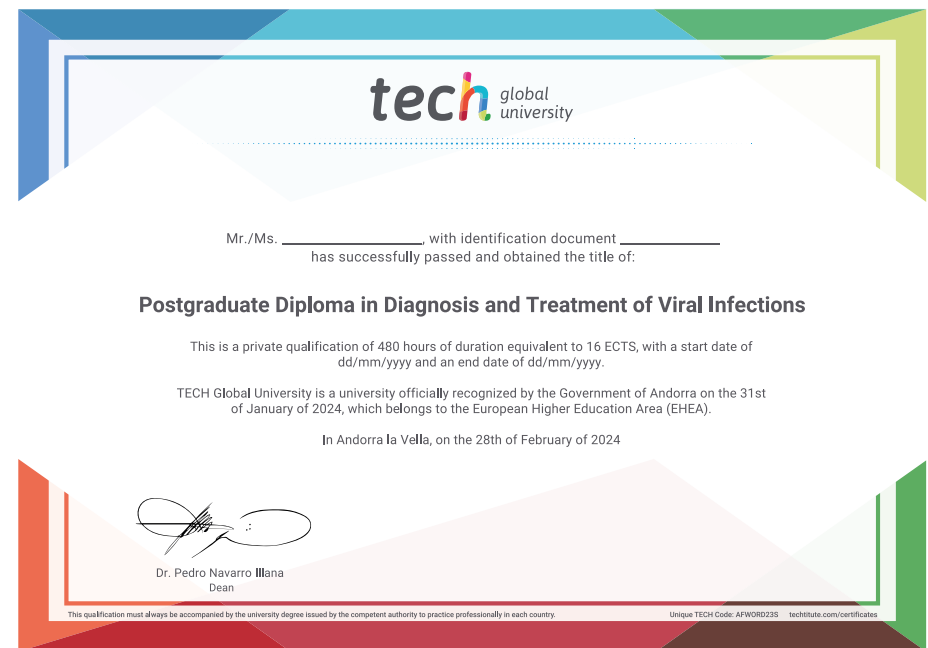 tech global
university
Mr./Ms. ____________________, with identification document ______________
has successfully passed and obtained the title of:
Postgraduate Diploma in Diagnosis and Treatment of Viral Infections
This is a private qualification of 480 hours of duration equivalent to 16 ECTS, with a start date of
dd/mm/yyyy and an end date of dd/mm/yyyy.
TECH Global University is a university officially recognized by the Government of Andorra on the 31st
of January of 2024, which belongs to the European Higher Education Area (EHEA).
In Andorra la Vella, on the 28th of February of 2024
Dr. Pedro Navarro Illana
Dean
This qualification must always be accompanied by the university degree issued by the competent authority to practice professionally in each country. Unique TECH Code: AFWORD23S techtitute.com/certificates